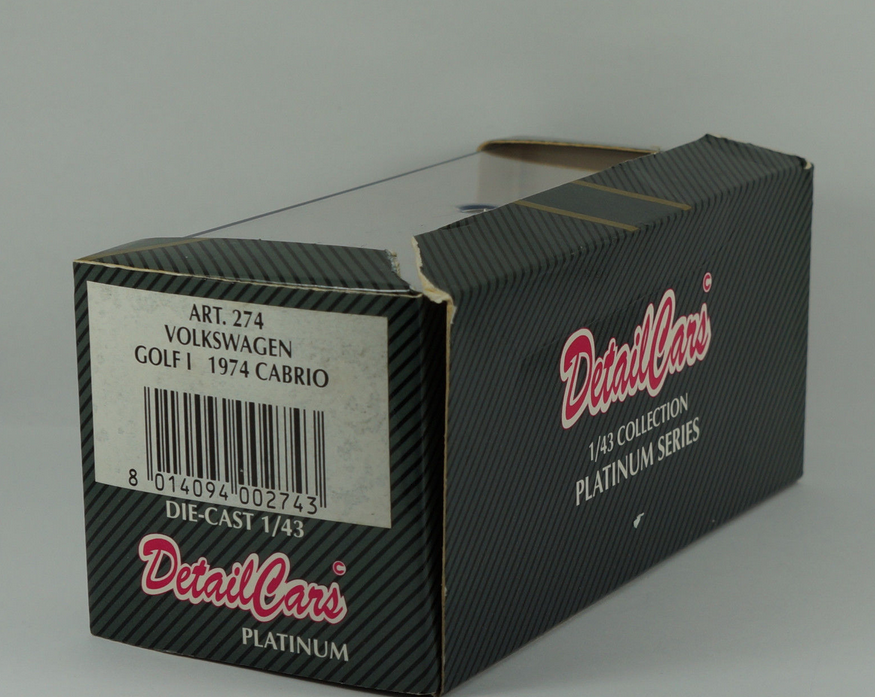 ART. 274
VOLKSWAGEN
GOLF I 1974 CABRIO
8 014094 002743
DIE-CAST 1/43
DetailCars ©
PLATINUM
DetailCars ©
1/43 COLLECTION
PLATINUM SERIES